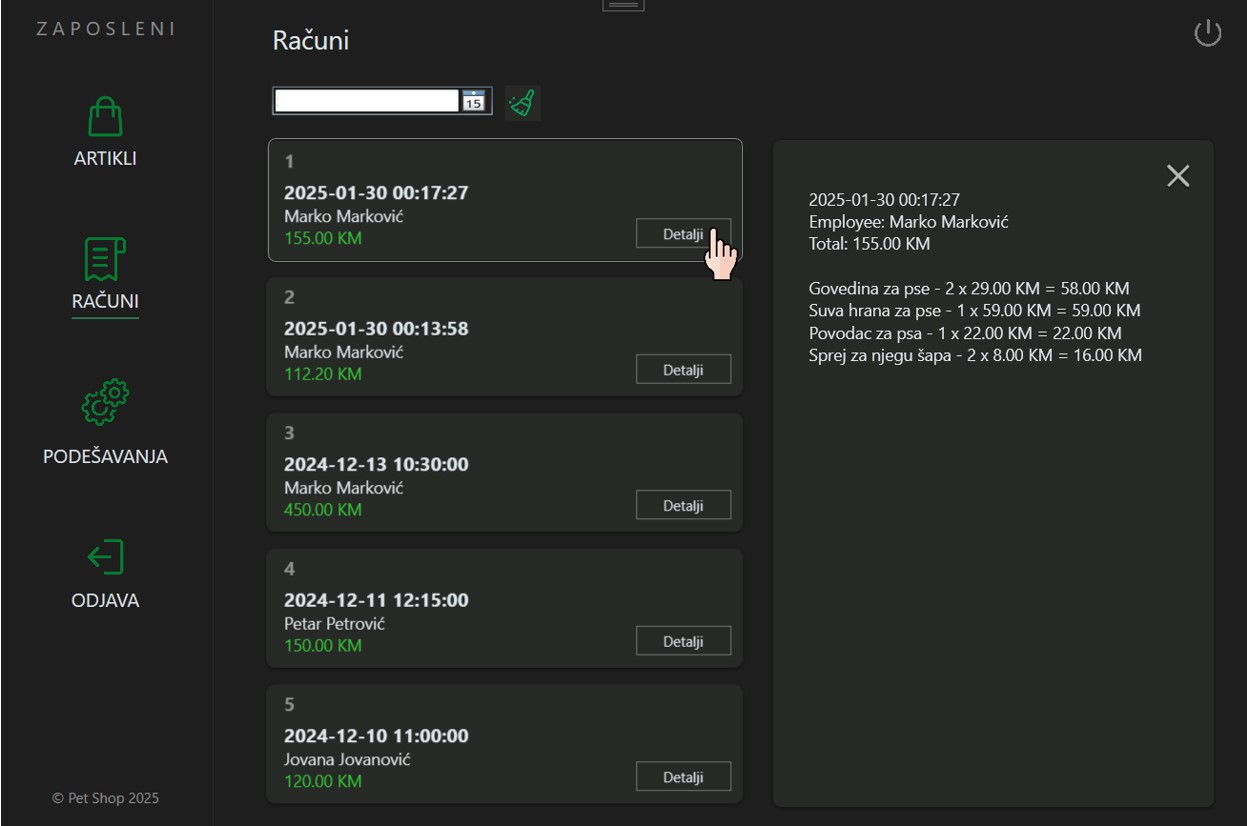 ZAPOSLENI
ARTIKLI
RAČUNI
PODEŠAVANJA
ODJAVA
© Pet Shop 2025
Računi
15
1
2025-01-30 00:17:27
Marko Marković
155.00 KM
Detalji
2
2025-01-30 00:13:58
Marko Marković
112.20 KM
Detalji
3
2024-12-13 10:30:00
Marko Marković
450.00 KM
Detalji
4
2024-12-11 12:15:00
Petar Petrović
150.00 KM
Detalji
5
2024-12-10 11:00:00
Jovana Jovanović
120.00 KM
Detalji
2025-01-30 00:17:27
Employee: Marko Marković
Total: 155.00 KM
Govedina za pse - 2 x 29.00 KM = 58.00 KM
Suva hrana za pse - 1 x 59.00 KM = 59.00 KM
Povodac za psa - 1 x 22.00 KM = 22.00 KM
Sprej za njegu šapa - 2 x 8.00 KM = 16.00 KM